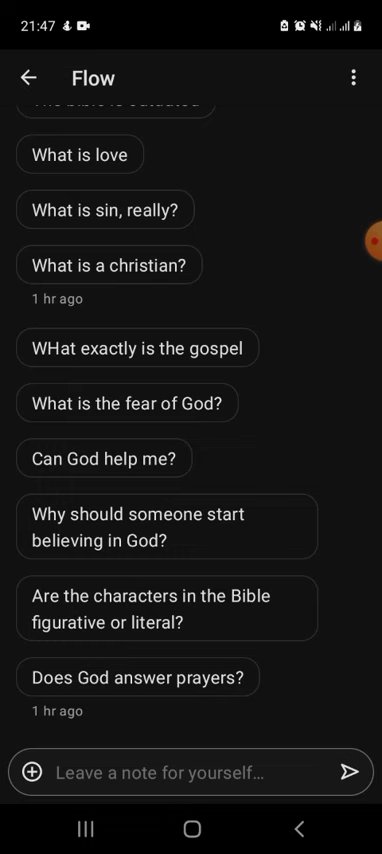 21:47
Flow
What is love
What is sin, really?
What is a christian?
1 hr ago
WHat exactly is the gospel
What is the fear of God?
Can God help me?
Why should someone start
believing in God?
Are the characters in the Bible
figurative or literal?
Does God answer prayers?
1 hr ago
Leave a note for yourself...